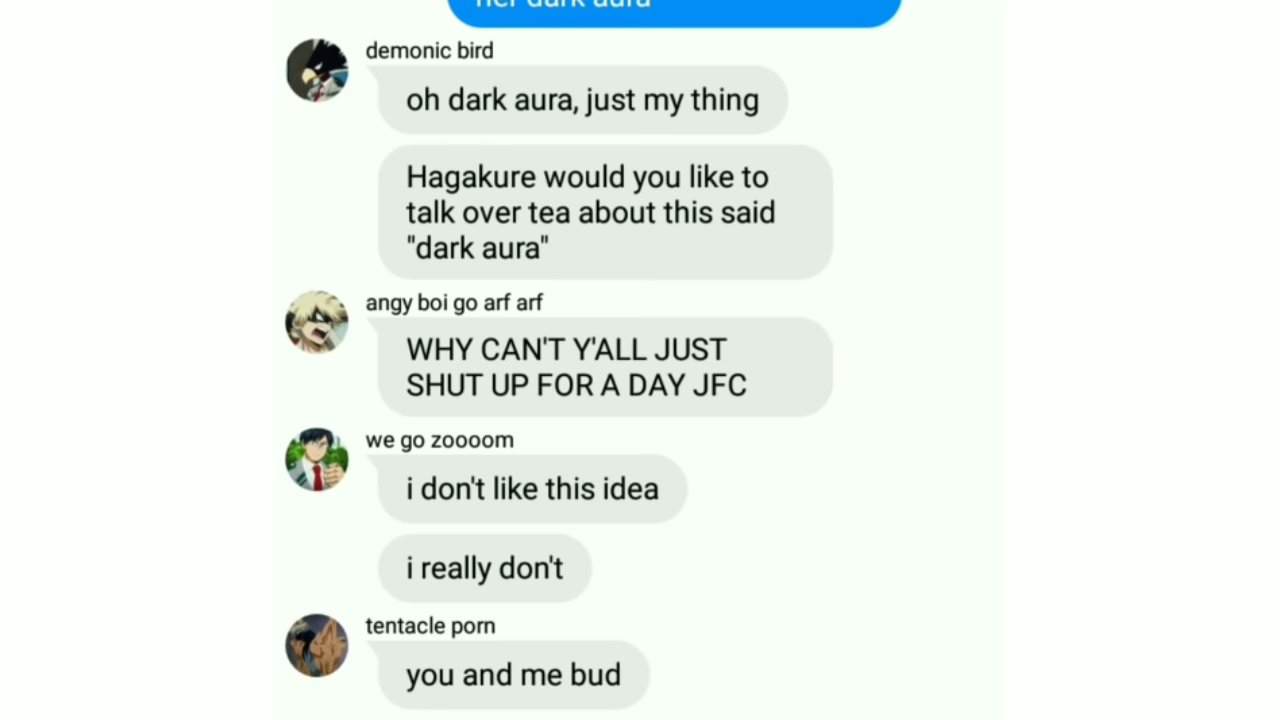 her dark aura
demonic bird
oh dark aura, just my thing
Hagakure would you like to
talk over tea about this said
"dark aura"
angy boi go arf arf
WHY CAN'T Y'ALL JUST
SHUT UP FOR A DAY JFC
we go zoooom
i don't like this idea
i really don't
tentacle porn
you and me bud